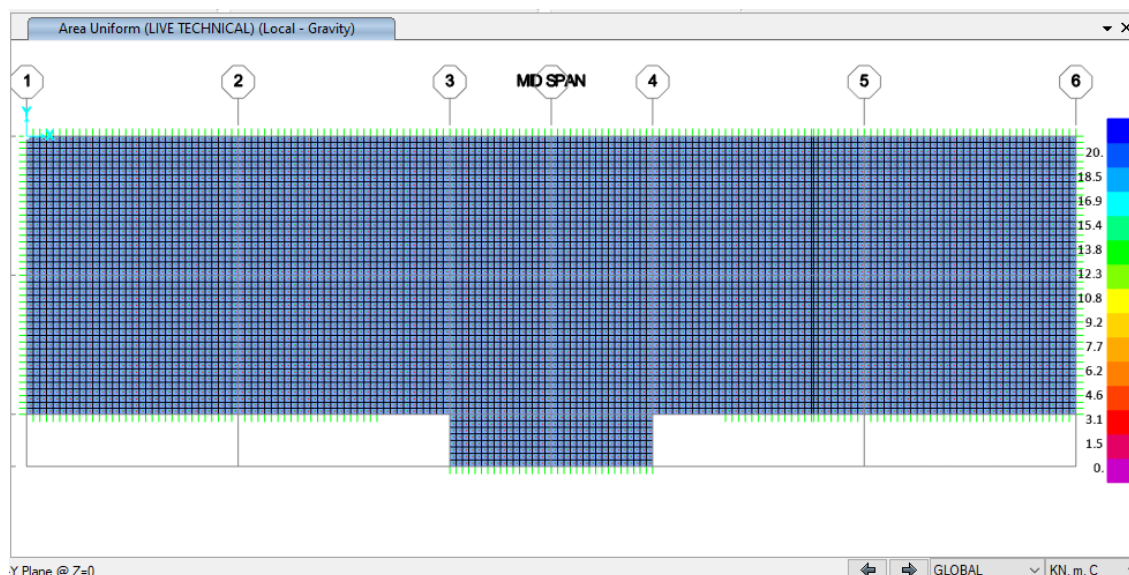 Area Uniform (LIVE TECHNICAL) (Local - Gravity)
1 2 3 MID SPAN 4 5 6
Y
X
20.
18.5
16.9
15.4
13.8
12.3
10.8
9.2
7.7
6.2
4.6
3.1
1.5
0.
-Y Plane @ Z=0
GLOBAL
KN, m, C